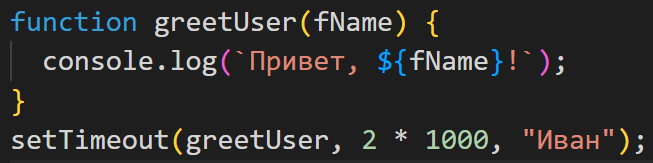 function greetUser(fName) {
  console.log(`Привет, ${fName}!`);
}
setTimeout(greetUser, 2 * 1000, "Иван");